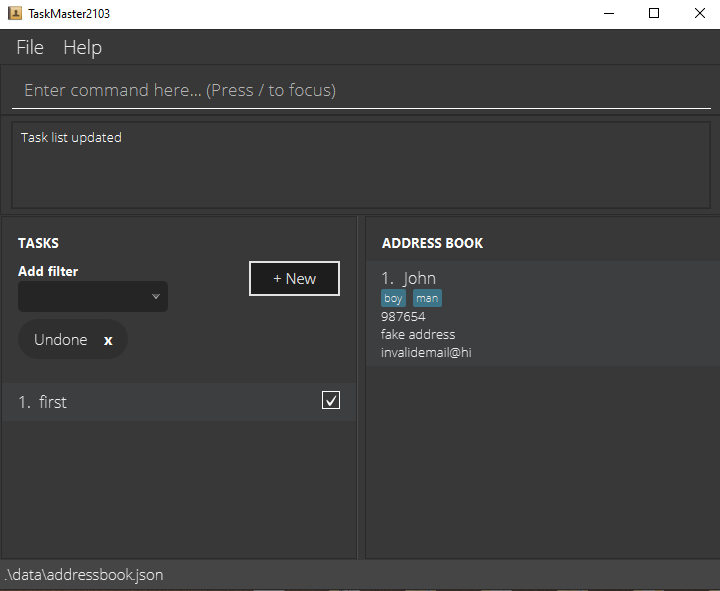 TaskMaster2103
File Help
Enter command here... (Press / to focus)
Task list updated
TASKS
Add filter
+ New
Undone x
1. first
ADDRESS BOOK
1. John
boy man
987654
fake address
invalidemail@hi
.\data\addressbook.json